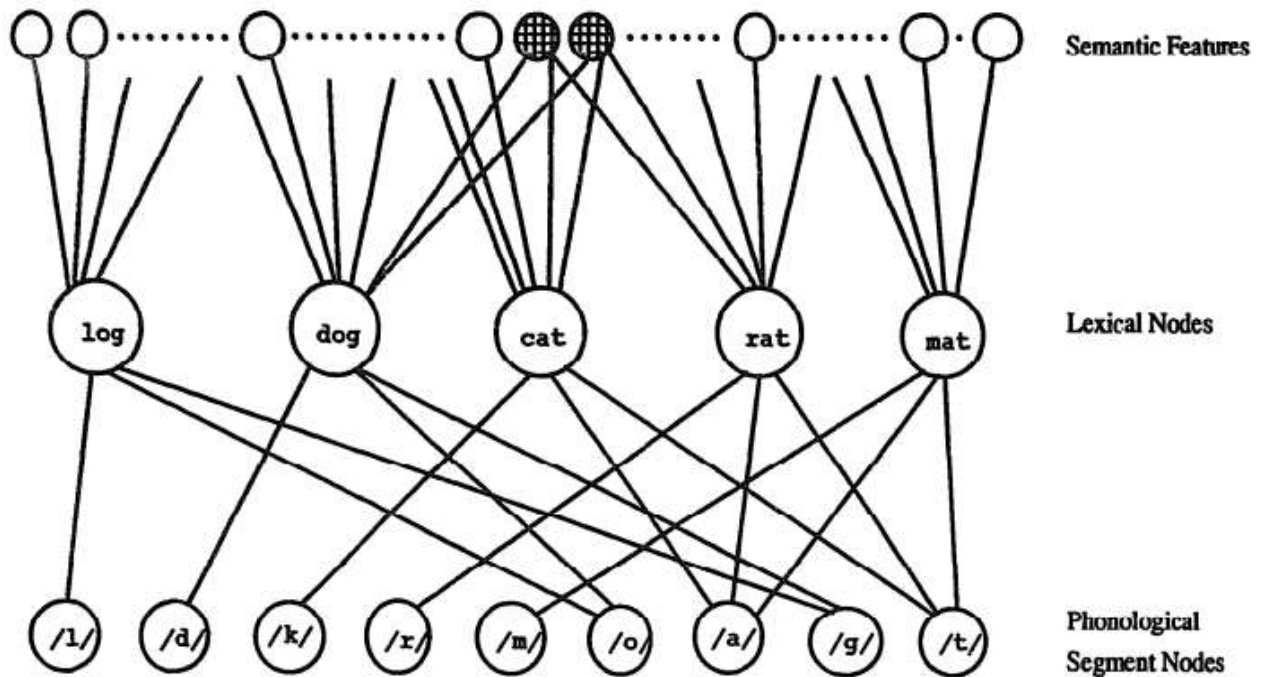 Semantic Features
log dog cat rat mat
Lexical Nodes
/l/ /d/ /k/ /r/ /m/ /o/ /a/ /g/ /t/
Phonological
Segment Nodes